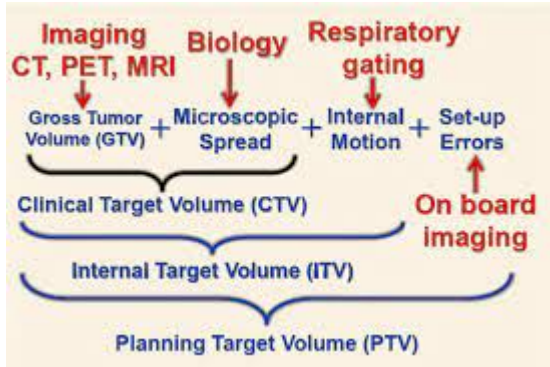 Imaging
CT, PET, MRI
Biology
Respiratory
gating
Gross Tumor
Volume (GTV)
+
Microscopic
Spread
+
Internal
Motion
+
Set-up
Errors
Clinical Target Volume (CTV)
On board
imaging
Internal Target Volume (ITV)
Planning Target Volume (PTV)